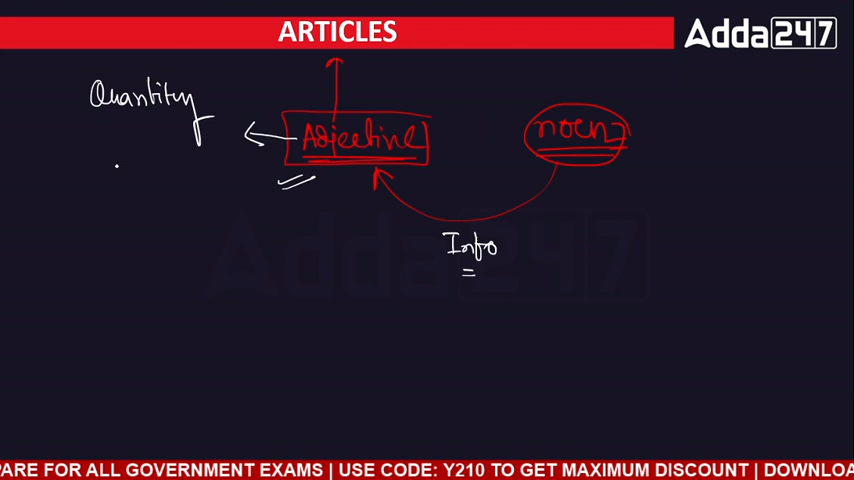 ARTICLES
Adda247
Quantity
Adjective
noun
Info
Adda247
PARE FOR ALL GOVERNMENT EXAMS | USE CODE: Y210 TO GET MAXIMUM DISCOUNT | DOWNLOA